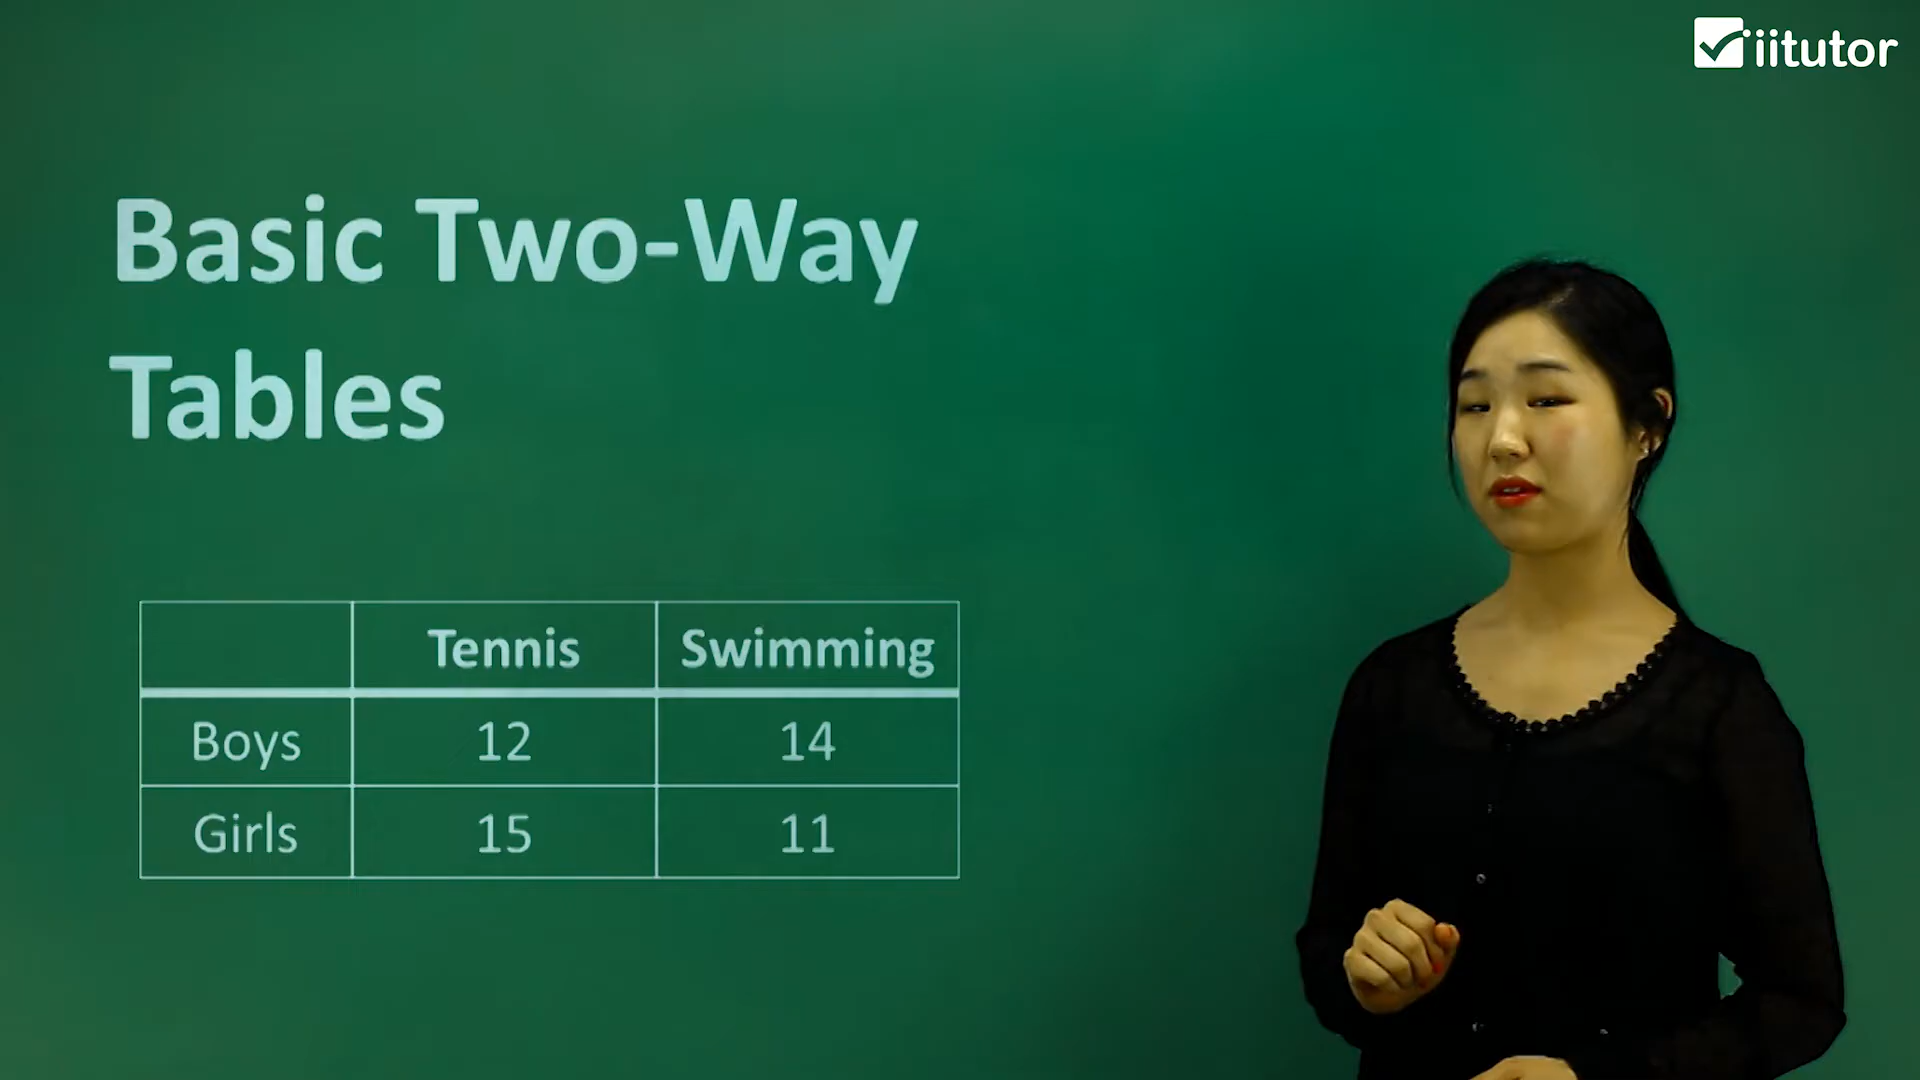 iitutor
Basic Two-Way
Tables
Tennis Swimming
Boys 12 14
Girls 15 11